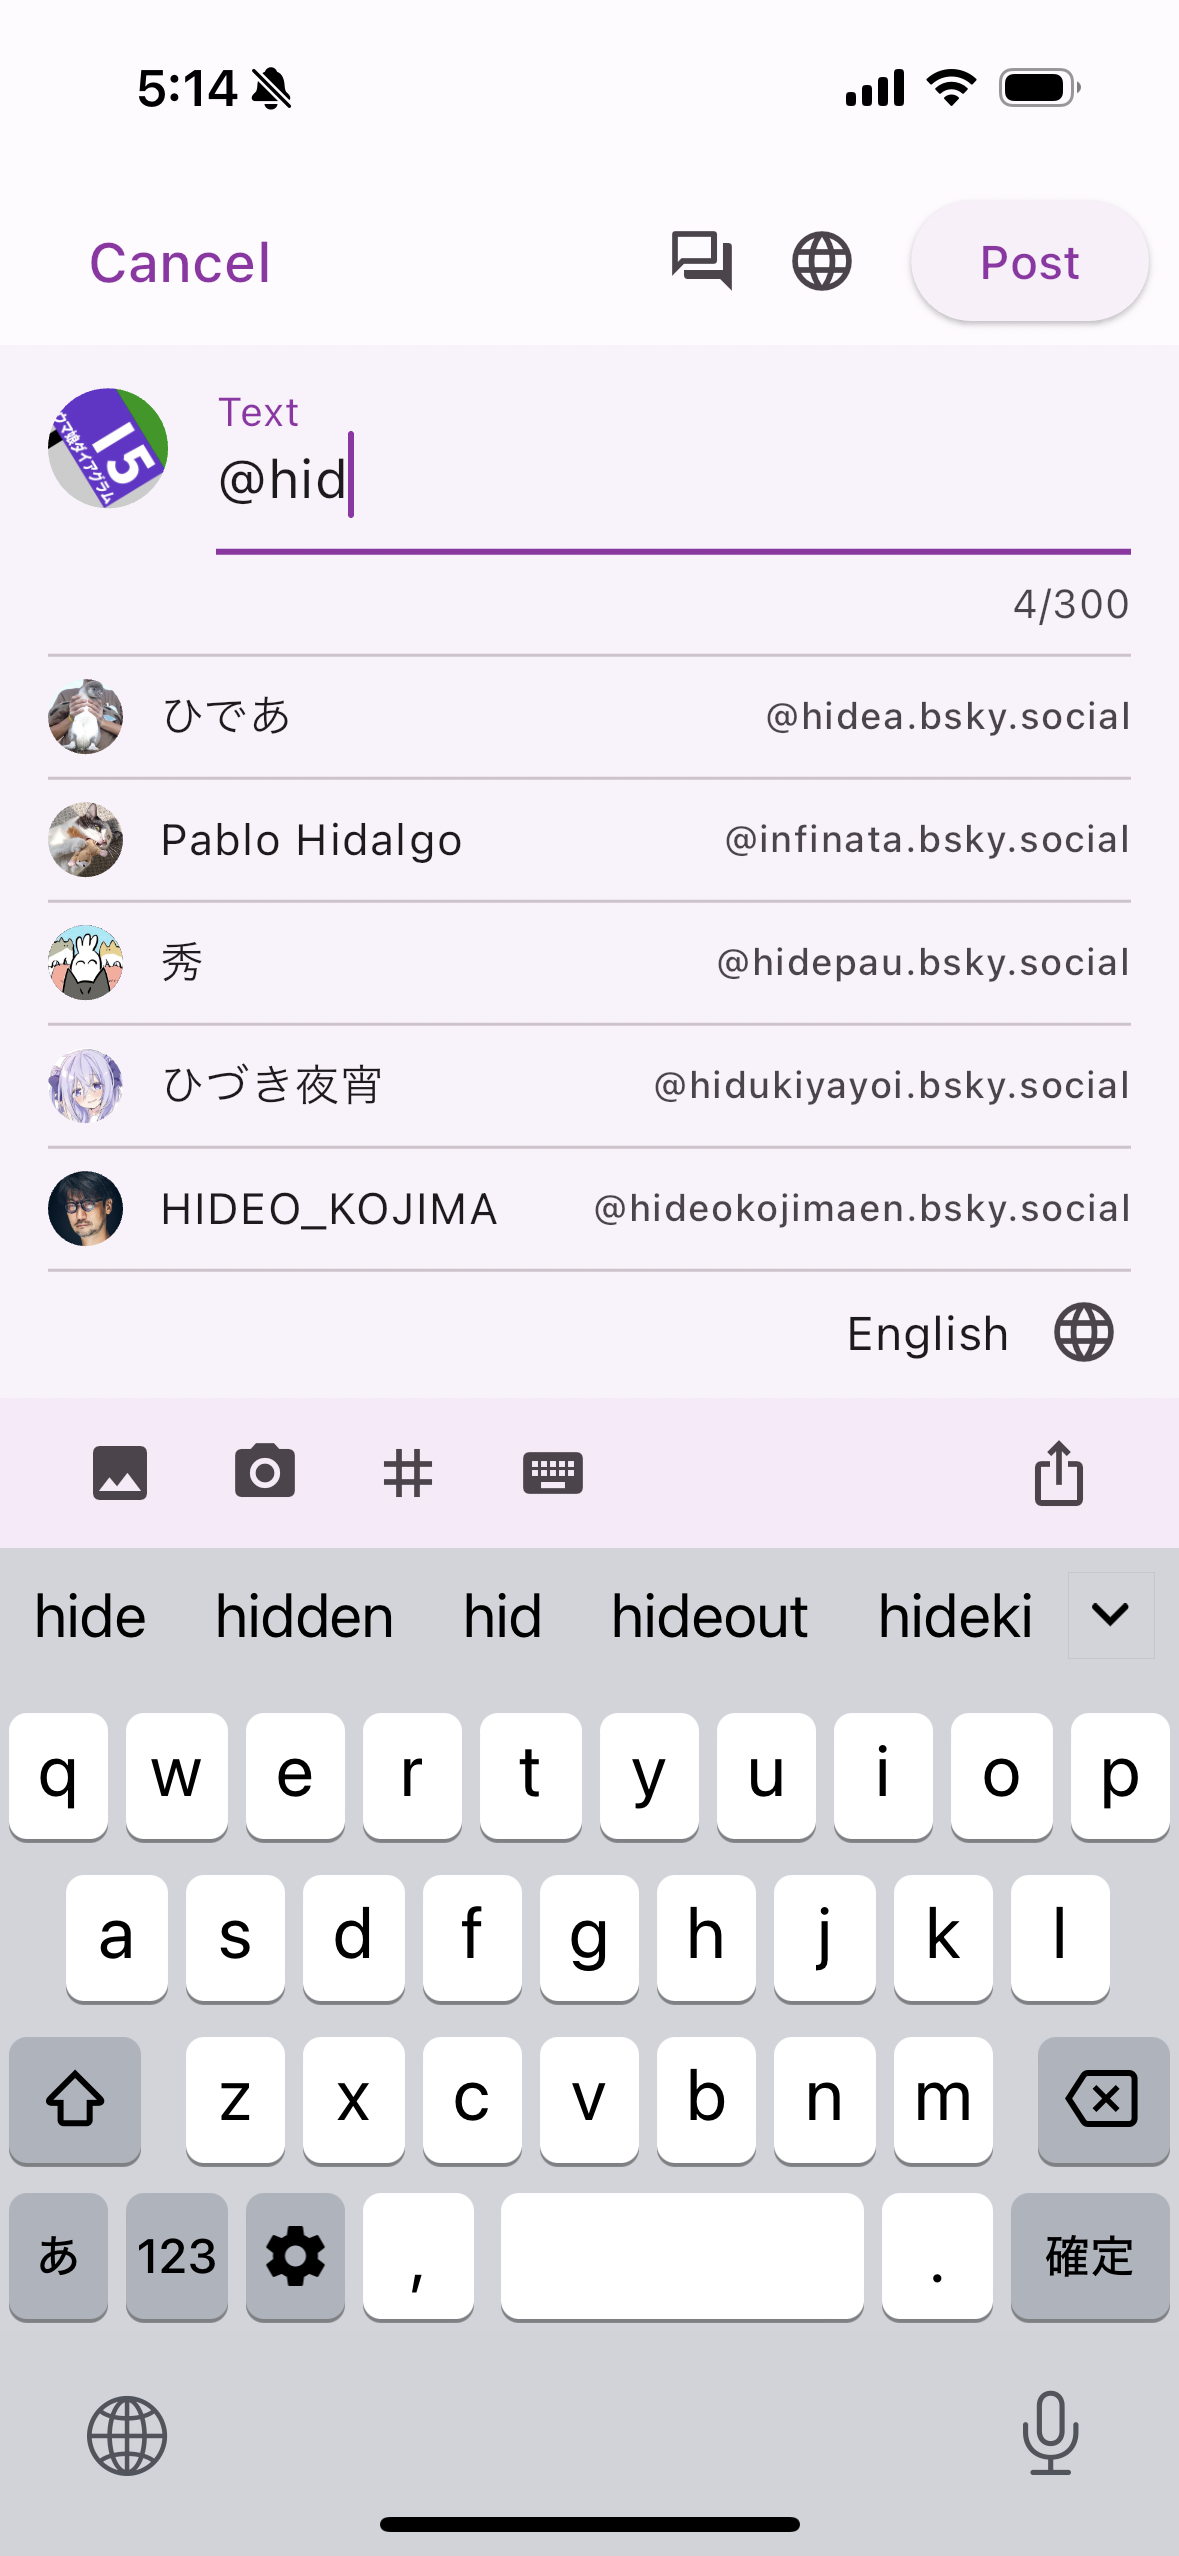 5:14
Cancel
Post
15
ウマ娘ダイアグラム
Text
@hid
4/300
ひであ @hidea.bsky.social
Pablo Hidalgo @infinata.bsky.social
秀 @hidepau.bsky.social
ひづき夜宵 @hidukiyayoi.bsky.social
HIDEO_KOJIMA @hideokojimaen.bsky.social
English
hide hidden hid hideout hideki
q w e r t y u i o p
a s d f g h j k l
z x c v b n m
あ 123 , . 確定